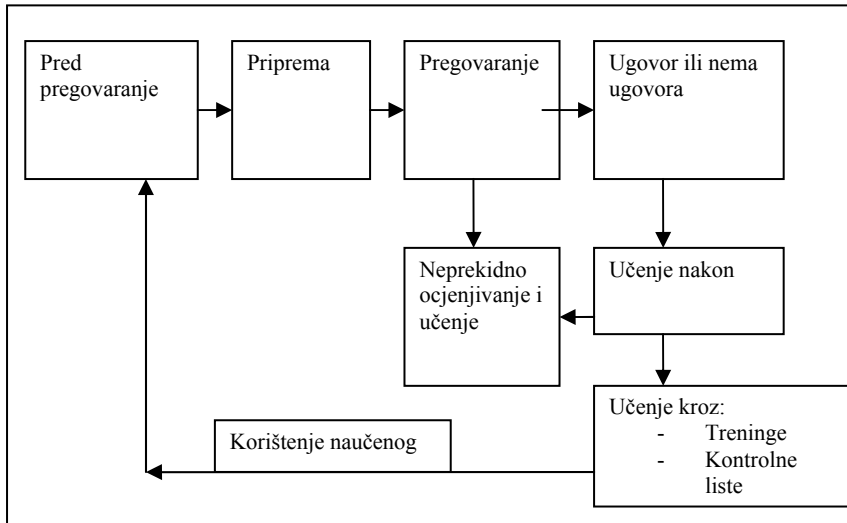 Pred
pregovaranje
Priprema
Pregovaranje
Ugovor ili nema
ugovora
Neprekidno
ocjenjivanje i
učenje
Učenje nakon
Učenje kroz:
- Treninge
- Kontrolne
liste
Korištenje naučenog